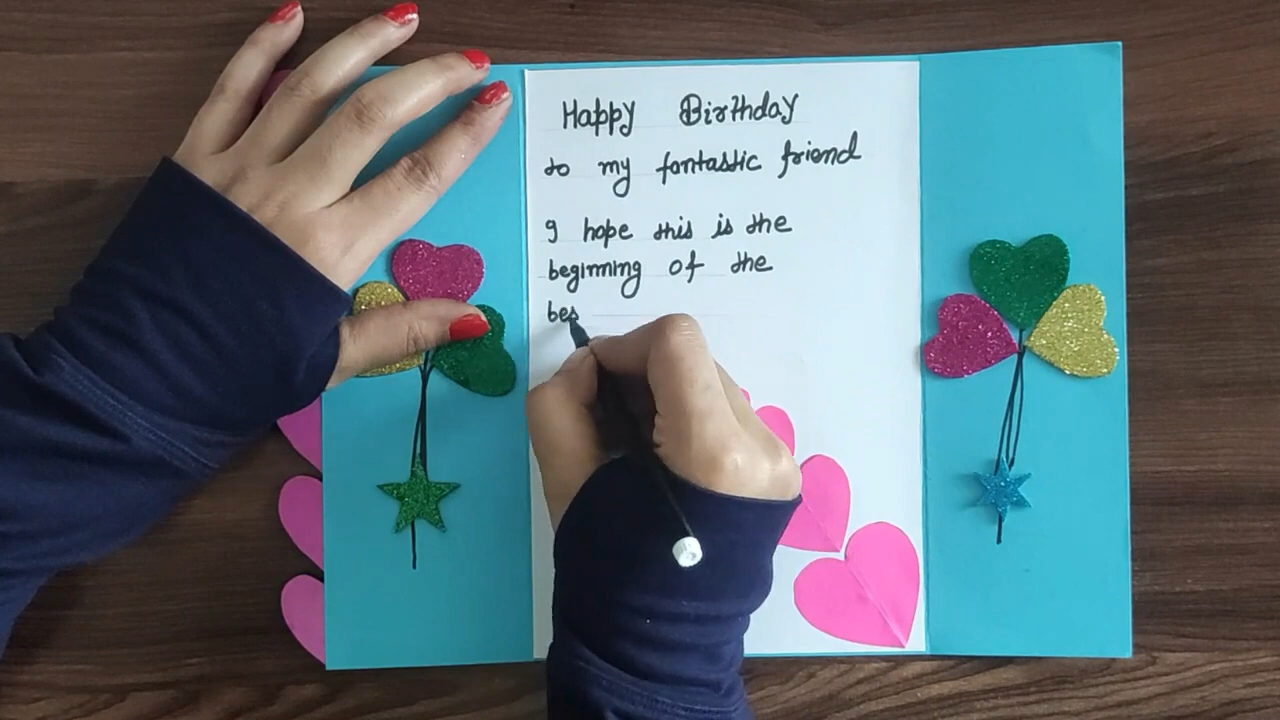 Happy Birthday
to my fantastic friend
I hope this is the
beginning of the
bes